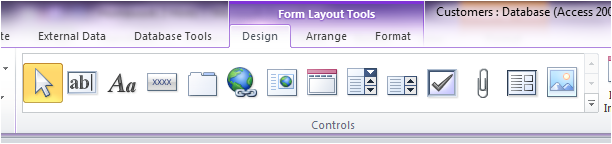 Form Layout Tools
Customers : Database (Access 200
te External Data Database Tools Design Arrange Format
ab
Aa
XXXX
Controls
In